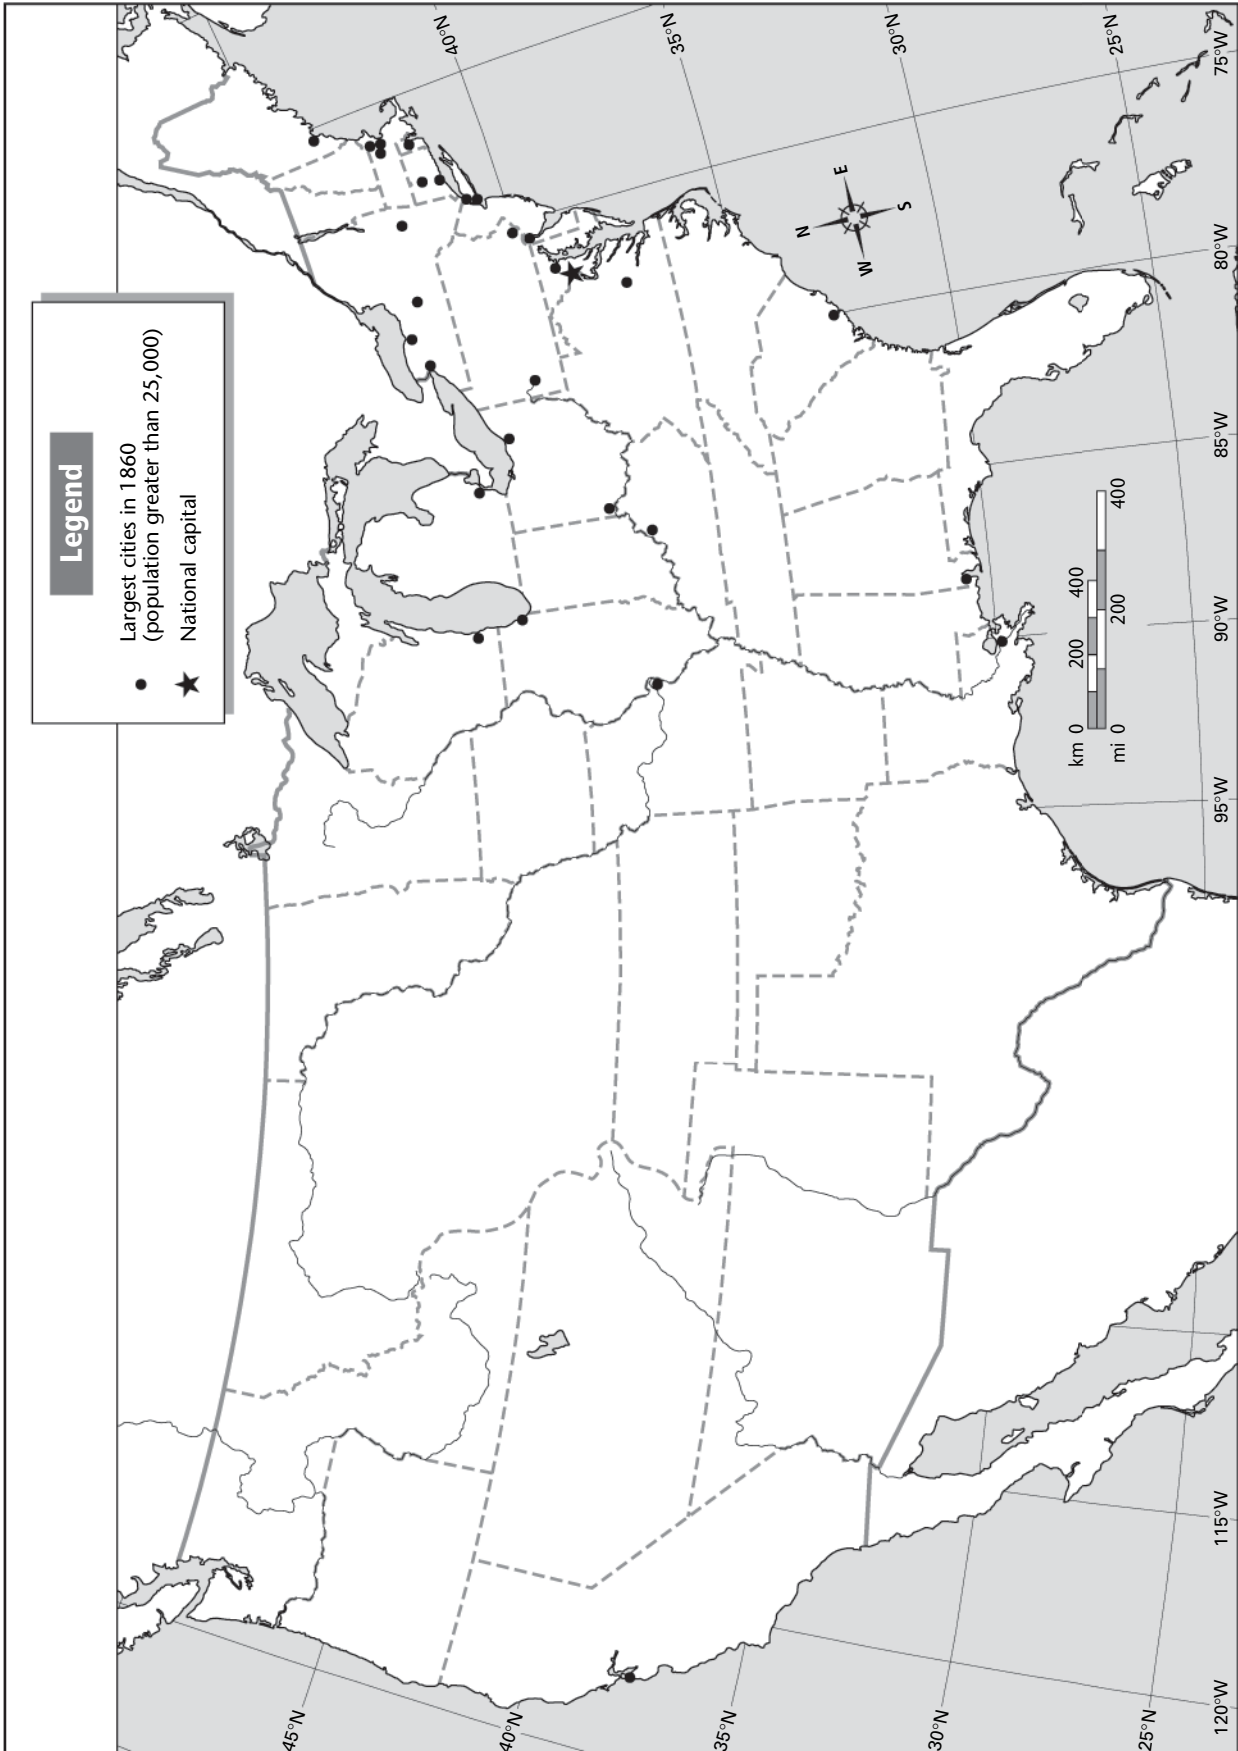 Legend
Largest cities in 1860
(population greater than 25,000)
National capital
N
E
S
W
km 0
200
400
mi 0
200
400
45°N
40°N
35°N
30°N
25°N
120°W
115°W
95°W
90°W
85°W
80°W
75°W
40°N
35°N
30°N
25°N